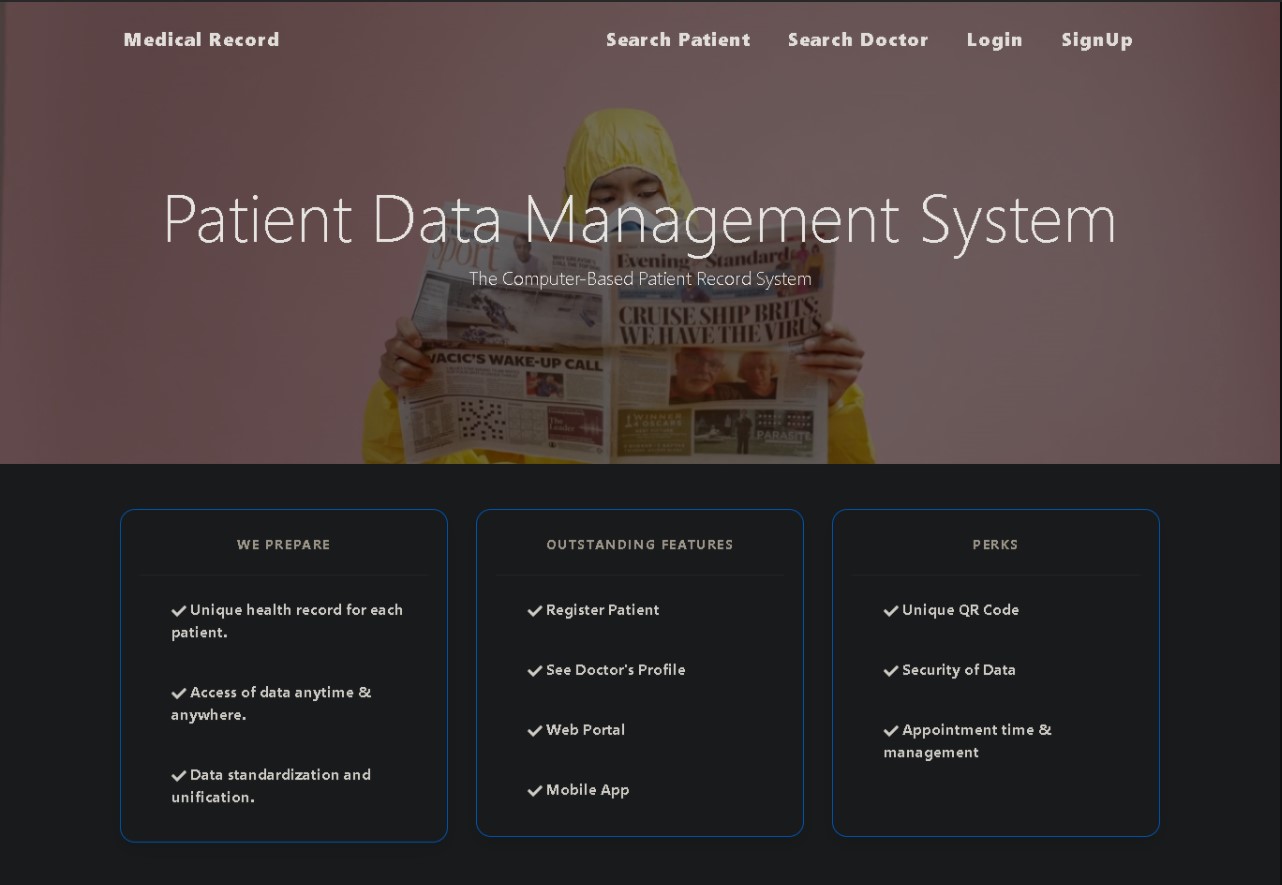 Medical Record
Search Patient
Search Doctor
Login
SignUp
Patient Data Management System
The Computer-Based Patient Record System
Evening Standard
CRUISE SHIP BRITS:
WE HAVE THE VIRUS
WAKE-UP CALL
WINNER
PARASITE
WE PREPARE
✔ Unique health record for each
patient.
✔ Access of data anytime &
anywhere.
✔ Data standardization and
unification.
OUTSTANDING FEATURES
✔ Register Patient
✔ See Doctor's Profile
✔ Web Portal
✔ Mobile App
PERKS
✔ Unique QR Code
✔ Security of Data
✔ Appointment time &
management